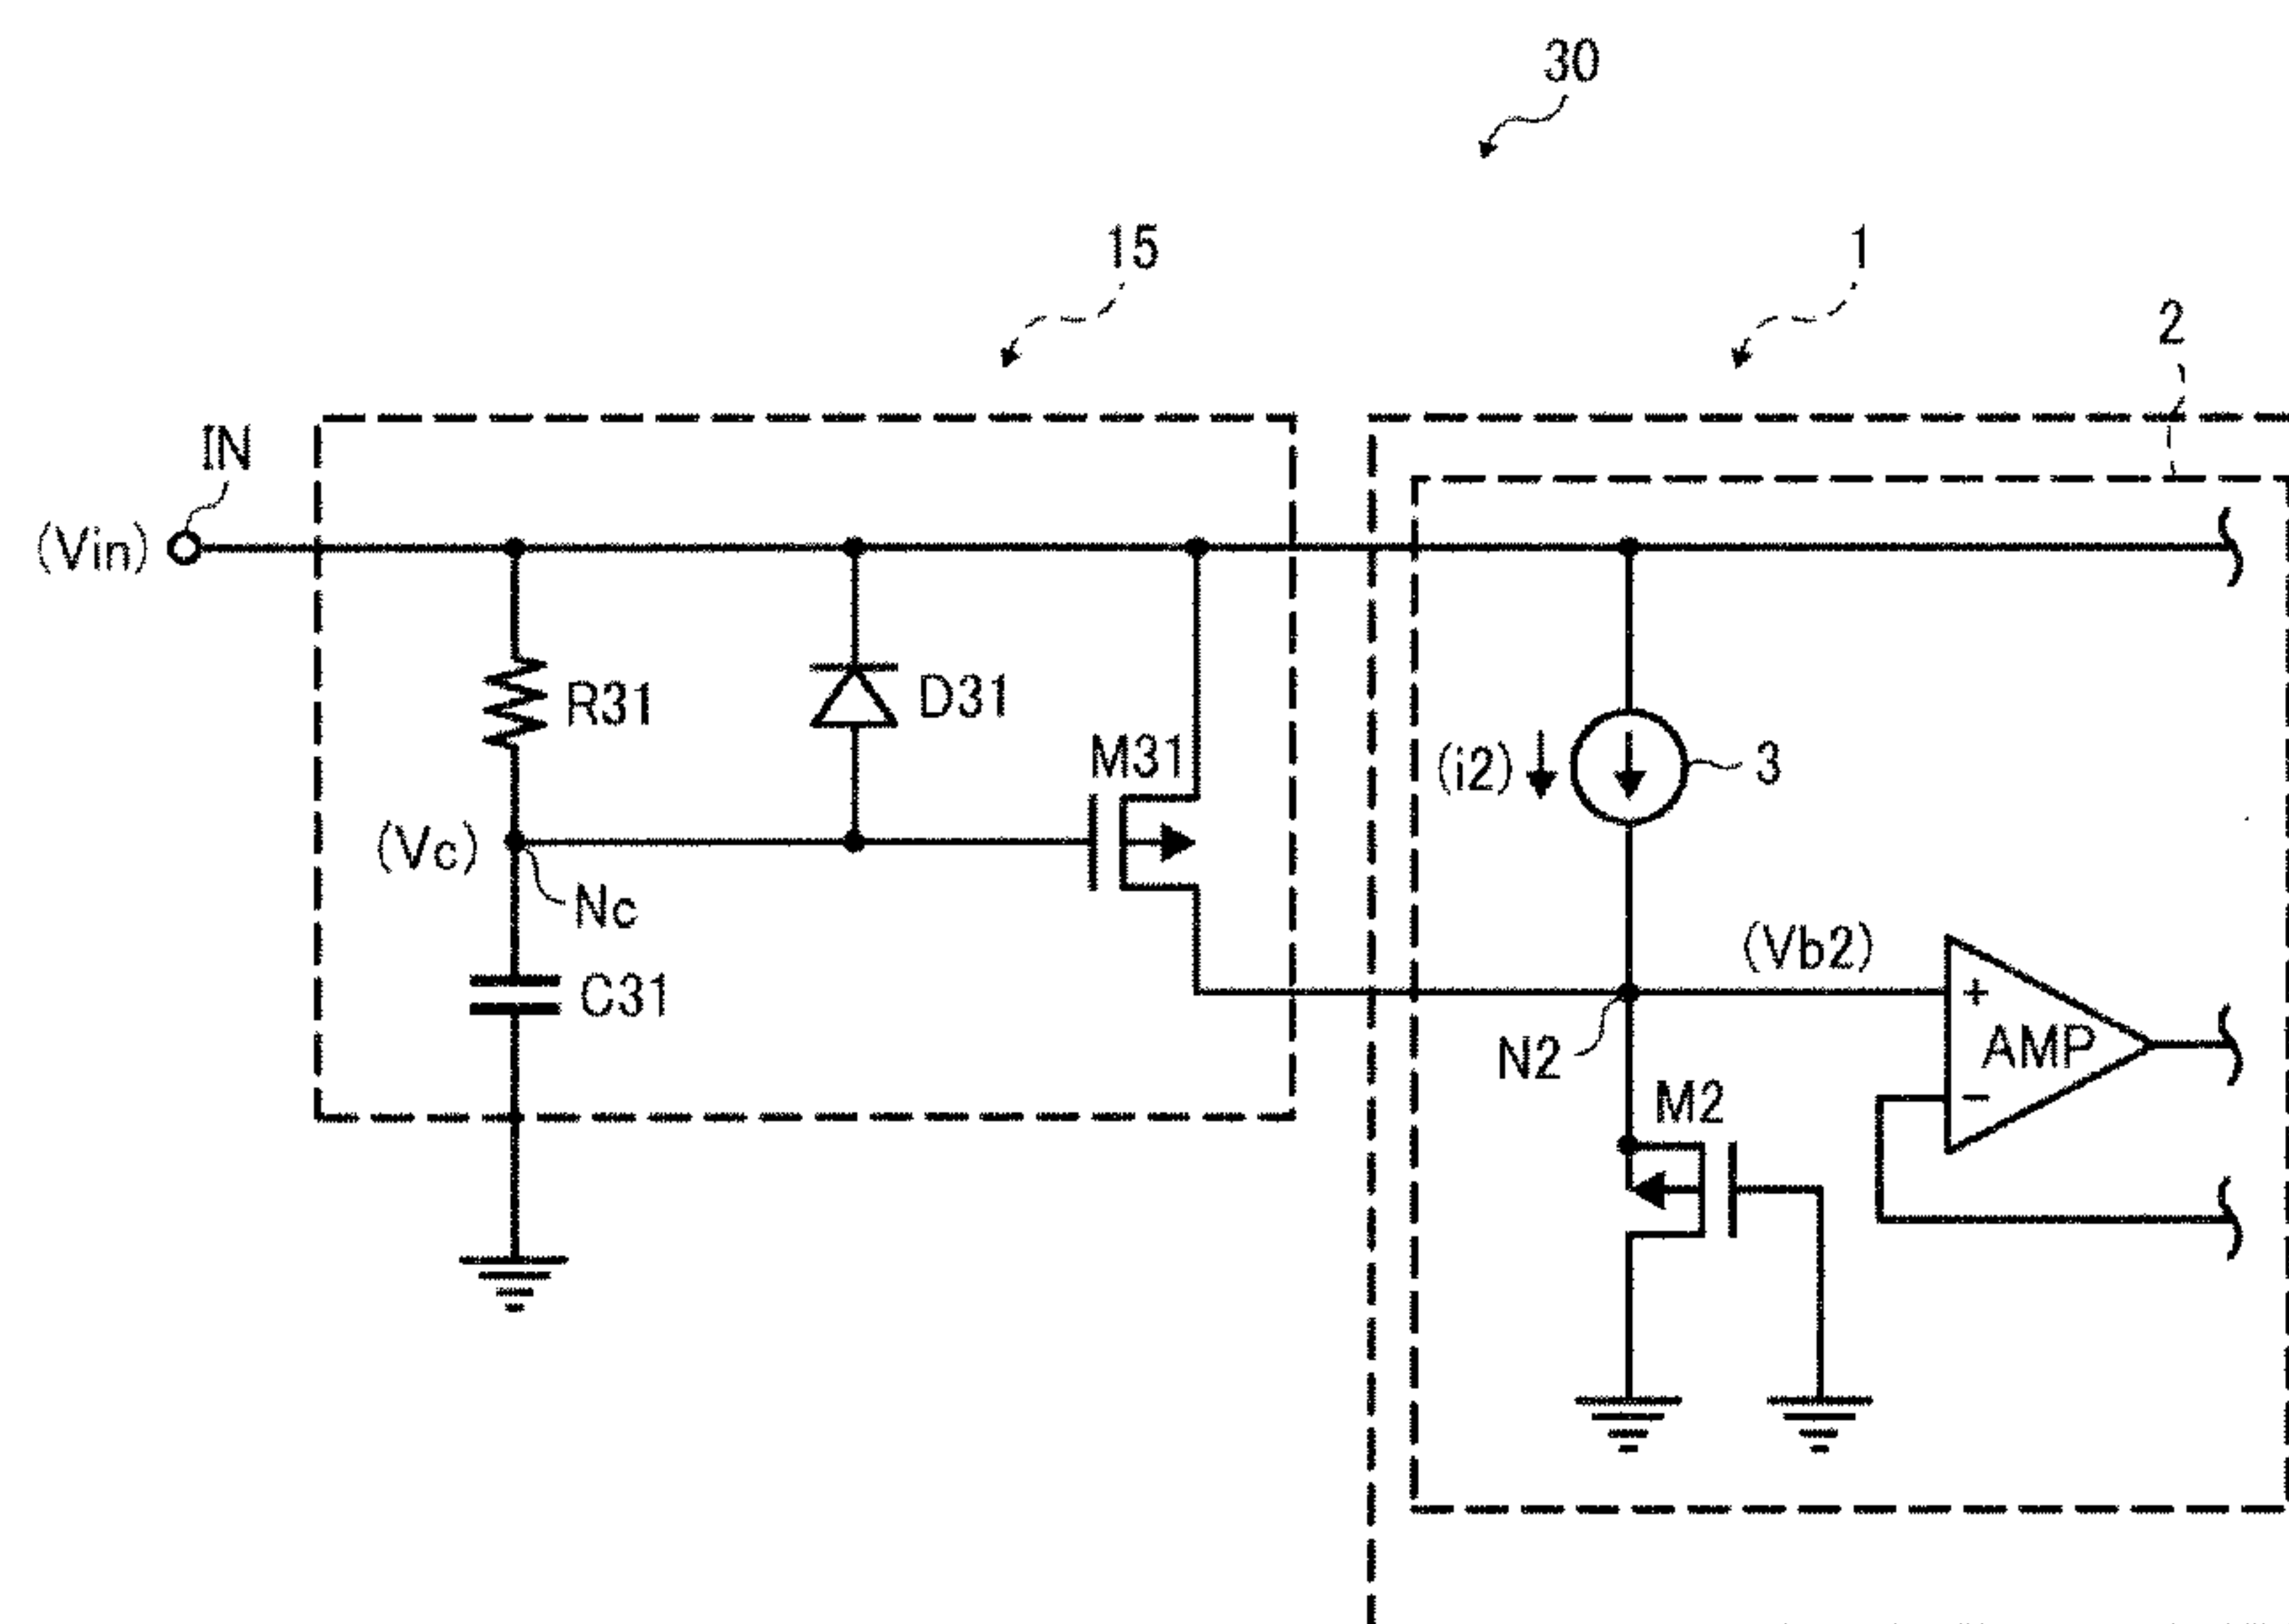 30
15
1
2
IN
(Vin)
R31
D31
M31
(i2)
3
(Vc)
Nc
(Vb2)
C31
+
AMP
N2
M2
−